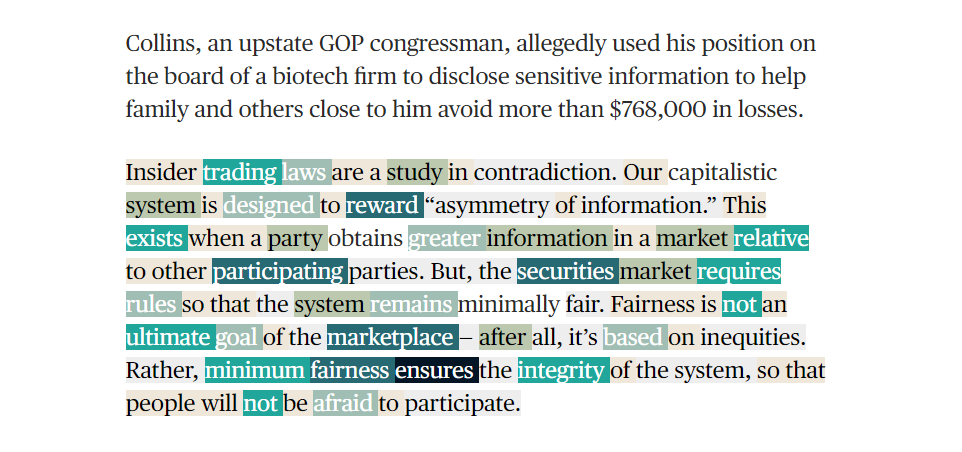 Collins, an upstate GOP congressman, allegedly used his position on
the board of a biotech firm to disclose sensitive information to help
family and others close to him avoid more than $768,000 in losses.
Insider trading laws are a study in contradiction. Our capitalistic
system is designed to reward “asymmetry of information.” This
exists when a party obtains greater information in a market relative
to other participating parties. But, the securities market requires
rules so that the system remains minimally fair. Fairness is not an
ultimate goal of the marketplace – after all, it’s based on inequities.
Rather, minimum fairness ensures the integrity of the system, so that
people will not be afraid to participate.